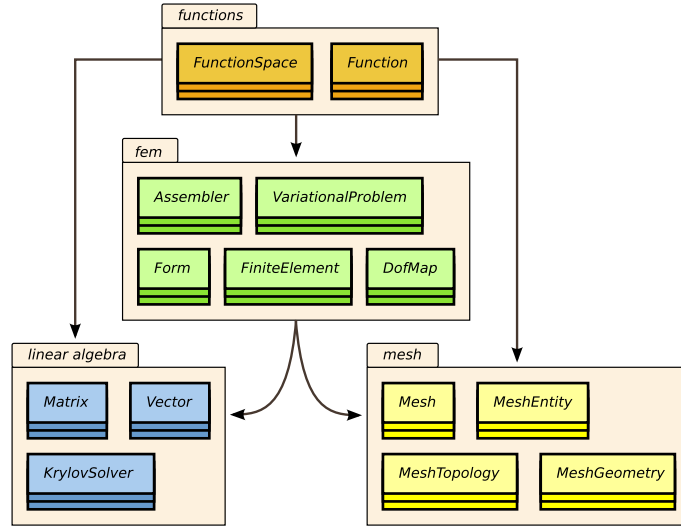 functions
FunctionSpace Function
fem
Assembler VariationalProblem
Form FiniteElement DofMap
linear algebra
Matrix Vector
KrylovSolver
mesh
Mesh MeshEntity
MeshTopology MeshGeometry